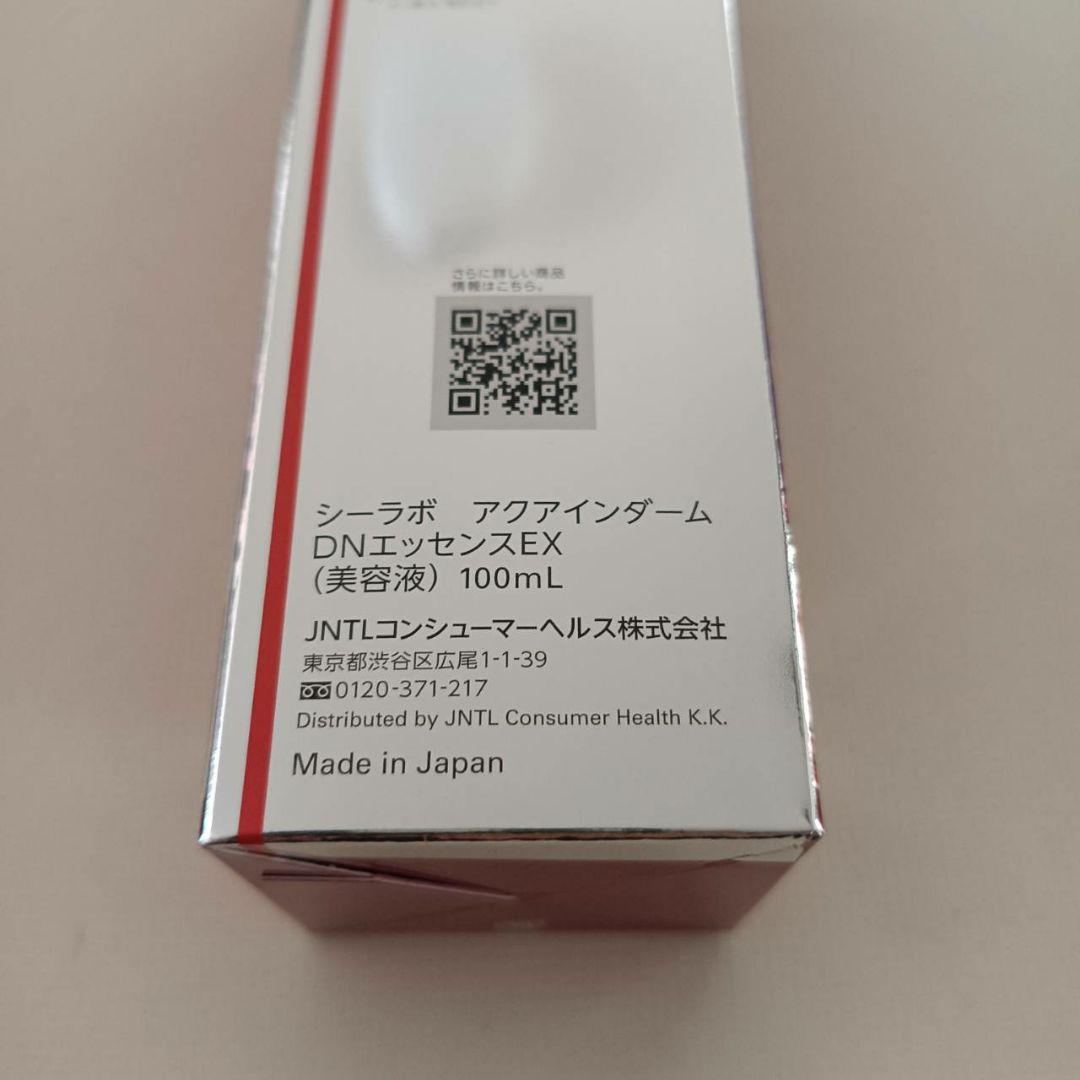 さらに詳しい商品
情報はこちら。
シーラボ　アクアインダーム
DNエッセンスEX
（美容液）100mL
JNTLコンシューマーヘルス株式会社
東京都渋谷区広尾1-1-39
0120-371-217
Distributed by JNTL Consumer Health K.K.
Made in Japan